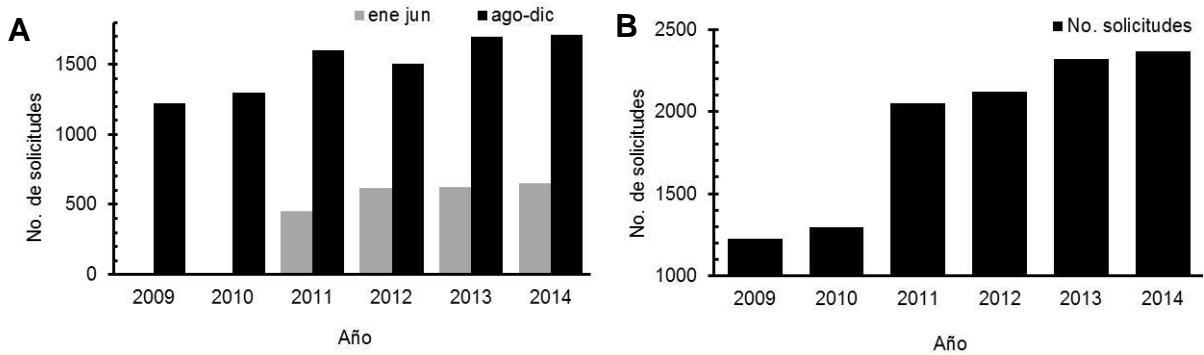 A
ene jun ago-dic
No. de solicitudes
1500
1000
500
0
2009 2010 2011 2012 2013 2014
Año
B
No. solicitudes
No. de solicitudes
2500
2000
1500
1000
2009 2010 2011 2012 2013 2014
Año